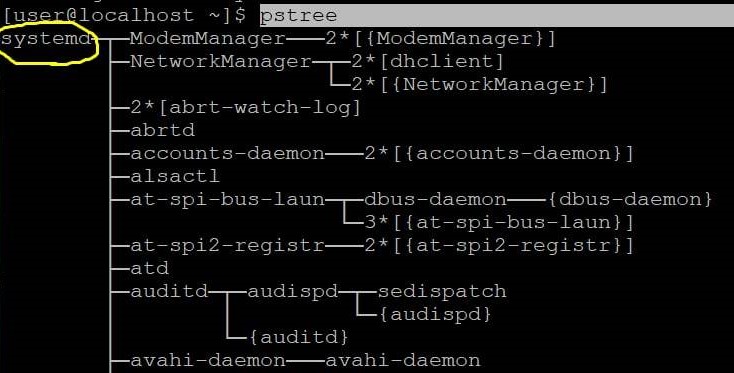 [user@localhost ~]$ pstree
systemd─┬─ModemManager───2*[{ModemManager}]
        ├─NetworkManager─┬─2*[dhclient]
        │                └─2*[{NetworkManager}]
        ├─2*[abrt-watch-log]
        ├─abrtd
        ├─accounts-daemon───2*[{accounts-daemon}]
        ├─alsactl
        ├─at-spi-bus-laun─┬─dbus-daemon───{dbus-daemon}
        │                 └─3*[{at-spi-bus-laun}]
        ├─at-spi2-registr───2*[{at-spi2-registr}]
        ├─atd
        ├─auditd─┬─audispd─┬─sedispatch
        │        │         └─{audispd}
        │        └─{auditd}
        ├─avahi-daemon───avahi-daemon